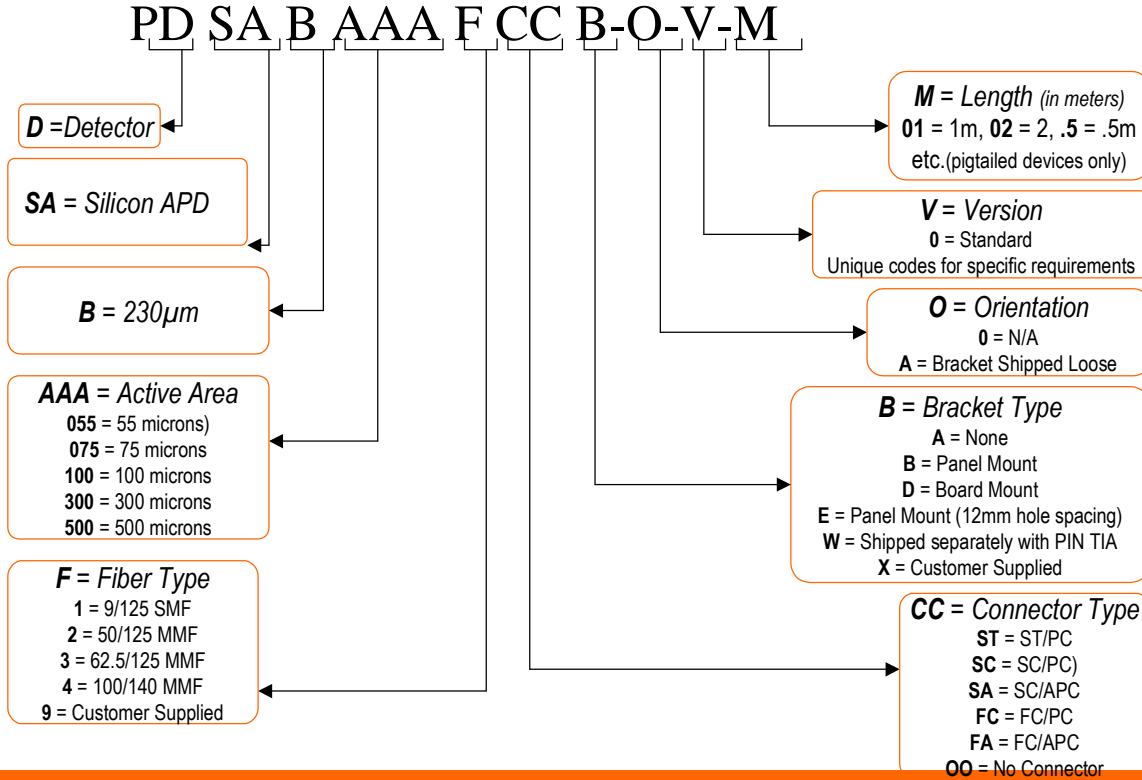 PD SA B AAA F CC B-O-V-M
D =Detector
SA = Silicon APD
B = 230µm
AAA = Active Area
055 = 55 microns)
075 = 75 microns
100 = 100 microns
300 = 300 microns
500 = 500 microns
F = Fiber Type
1 = 9/125 SMF
2 = 50/125 MMF
3 = 62.5/125 MMF
4 = 100/140 MMF
9 = Customer Supplied
M = Length (in meters)
01 = 1m, 02 = 2, .5 = .5m
etc.(pigtailed devices only)
V = Version
0 = Standard
Unique codes for specific requirements
O = Orientation
0 = N/A
A = Bracket Shipped Loose
B = Bracket Type
A = None
B = Panel Mount
D = Board Mount
E = Panel Mount (12mm hole spacing)
W = Shipped separately with PIN TIA
X = Customer Supplied
CC = Connector Type
ST = ST/PC
SC = SC/PC)
SA = SC/APC
FC = FC/PC
FA = FC/APC
OO = No Connector